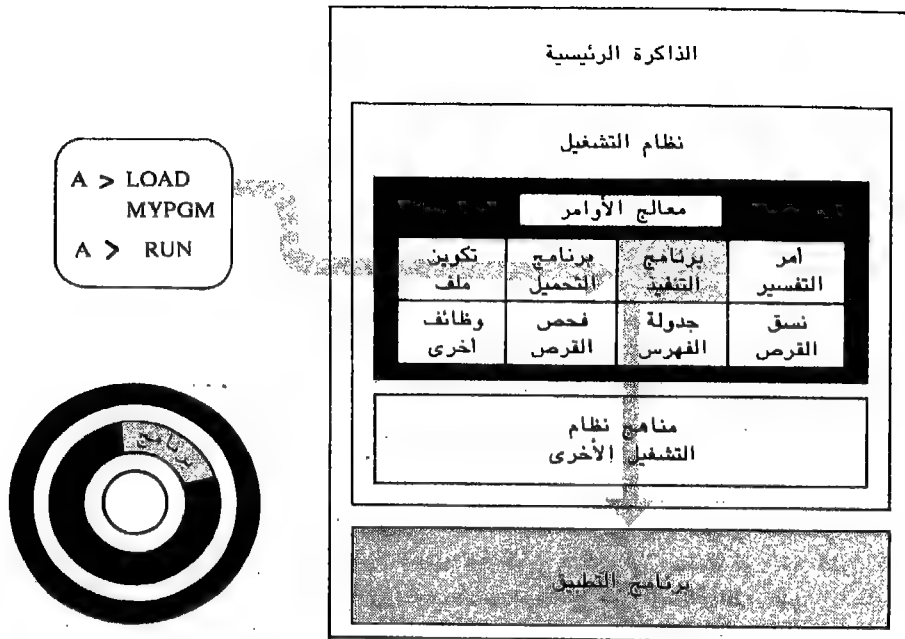 الذاكرة الرئيسية
نظام التشغيل
معالج الأوامر
أمر
التفسير
برنامج
التنفيذ
برنامج
التحميل
تكوين
ملف
نسق
القرص
جدولة
الفهرس
فحص
القرص
وظائف
أخرى
مناهج نظام
التشغيل الأخرى
برنامج التطبيق
A > LOAD
MYPGM
A > RUN
برنامج